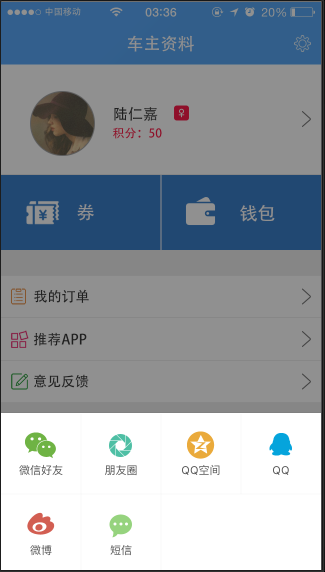 中国移动 03:36 20%
车主资料
陆仁嘉
积分：50
券 钱包
我的订单
推荐APP
意见反馈
微信好友 朋友圈 QQ空间 QQ
微博 短信